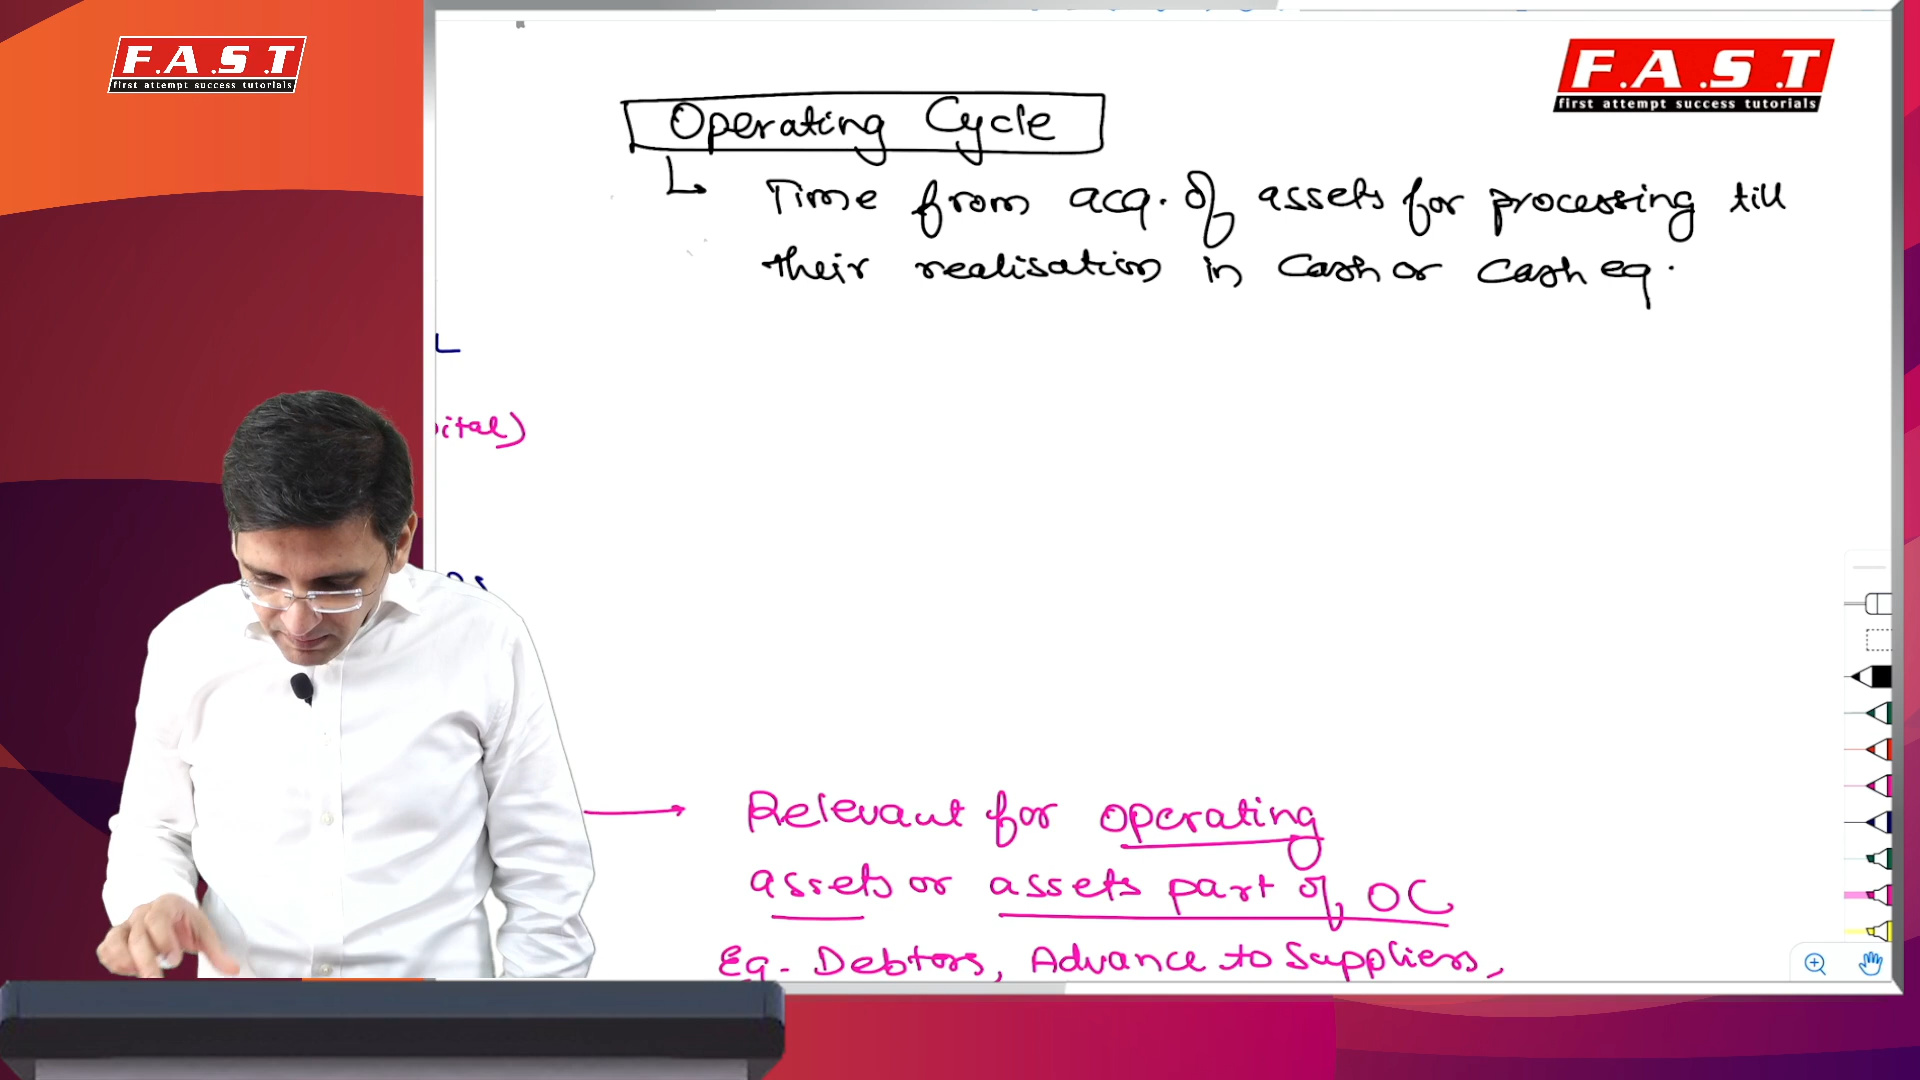 F.A.S.T
first attempt success tutorials
F.A.S.T
first attempt success tutorials
Operating Cycle
Time from acq. of assets for processing till
their realisation in Cash or Cash eq.
L
ital)
Relevant for operating
assets or assets part of OC
Eg. Debtors, Advance to Suppliers,